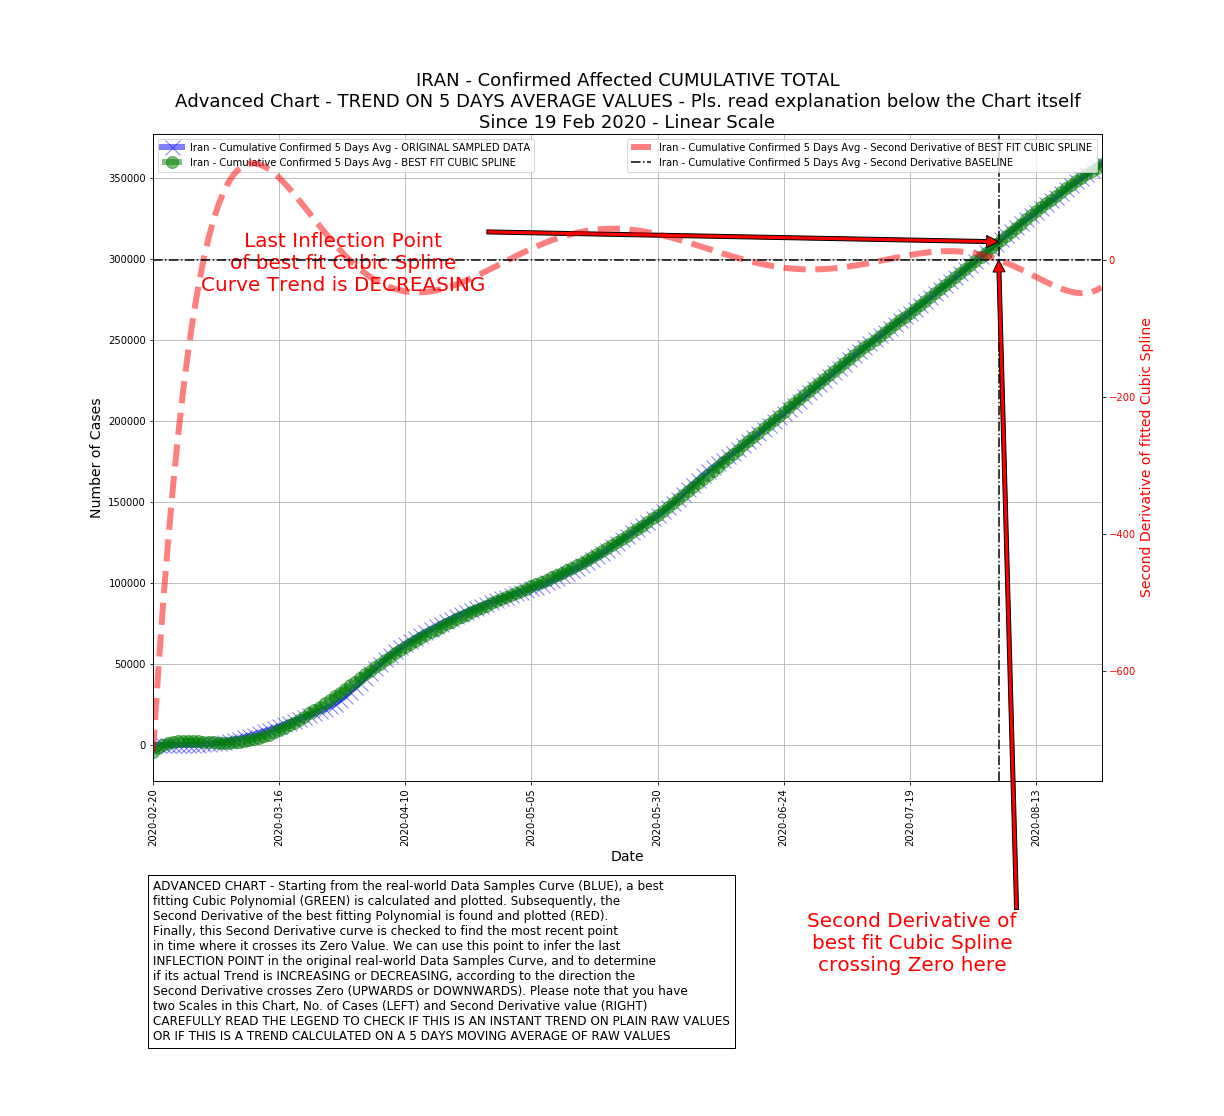 IRAN - Confirmed Affected CUMULATIVE TOTAL
Advanced Chart - TREND ON 5 DAYS AVERAGE VALUES - Pls. read explanation below the Chart itself
Since 19 Feb 2020 - Linear Scale
Iran - Cumulative Confirmed 5 Days Avg - ORIGINAL SAMPLED DATA
Iran - Cumulative Confirmed 5 Days Avg - BEST FIT CUBIC SPLINE
Iran - Cumulative Confirmed 5 Days Avg - Second Derivative of BEST FIT CUBIC SPLINE
Iran - Cumulative Confirmed 5 Days Avg - Second Derivative BASELINE
Last Inflection Point
of best fit Cubic Spline
Curve Trend is DECREASING
Number of Cases
350000
300000
250000
200000
150000
100000
50000
0
0
−200
−400
−600
Second Derivative of fitted Cubic Spline
2020-02-20
2020-03-16
2020-04-10
2020-05-05
2020-05-30
2020-06-24
2020-07-19
2020-08-13
Date
Second Derivative of
best fit Cubic Spline
crossing Zero here
ADVANCED CHART - Starting from the real-world Data Samples Curve (BLUE), a best
fitting Cubic Polynomial (GREEN) is calculated and plotted. Subsequently, the
Second Derivative of the best fitting Polynomial is found and plotted (RED).
Finally, this Second Derivative curve is checked to find the most recent point
in time where it crosses its Zero Value. We can use this point to infer the last
INFLECTION POINT in the original real-world Data Samples Curve, and to determine
if its actual Trend is INCREASING or DECREASING, according to the direction the
Second Derivative crosses Zero (UPWARDS or DOWNWARDS). Please note that you have
two Scales in this Chart, No. of Cases (LEFT) and Second Derivative value (RIGHT)
CAREFULLY READ THE LEGEND TO CHECK IF THIS IS AN INSTANT TREND ON PLAIN RAW VALUES
OR IF THIS IS A TREND CALCULATED ON A 5 DAYS MOVING AVERAGE OF RAW VALUES